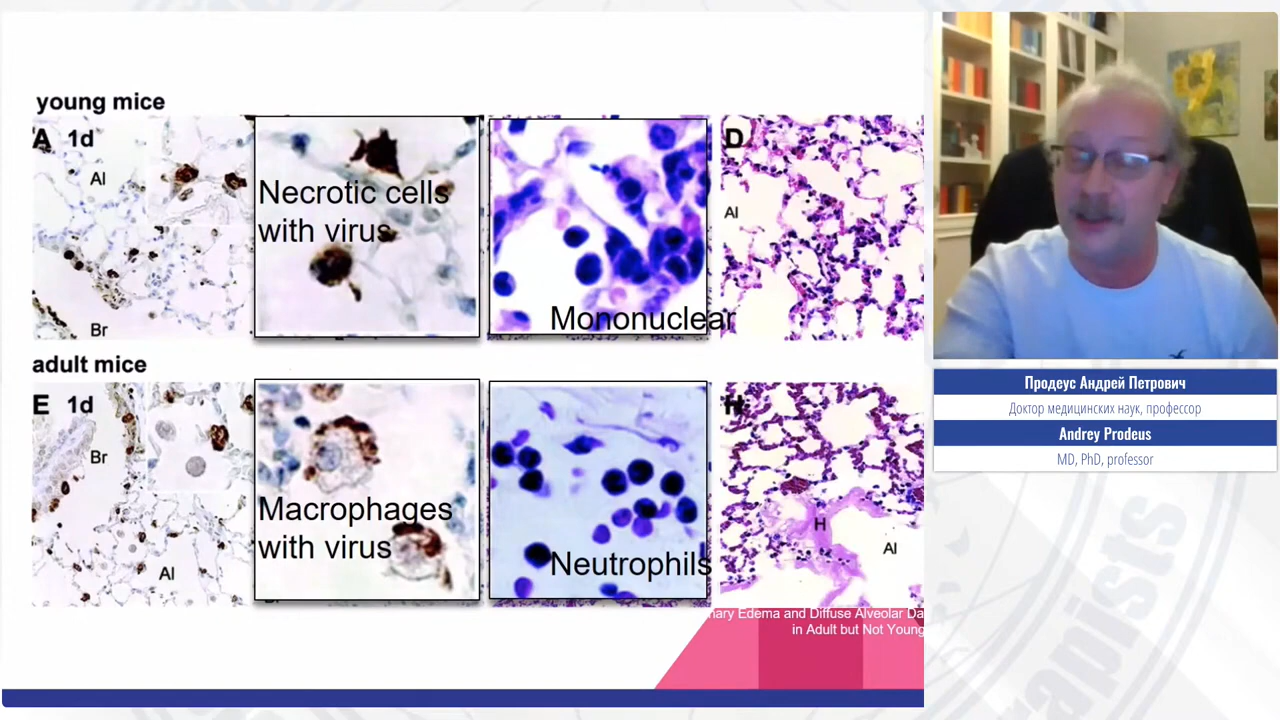 young mice
A 1d
Al
Br
Necrotic cells
with virus
Mononuclear
D
Al
adult mice
E 1d
Br
Al
Macrophages
with virus
Neutrophils
H
H
Al
Edema and Diffuse Alveolar
in Adult but Not Young
Продеус Андрей Петрович
Доктор медицинских наук, профессор
Andrey Prodeus
MD, PhD, professor